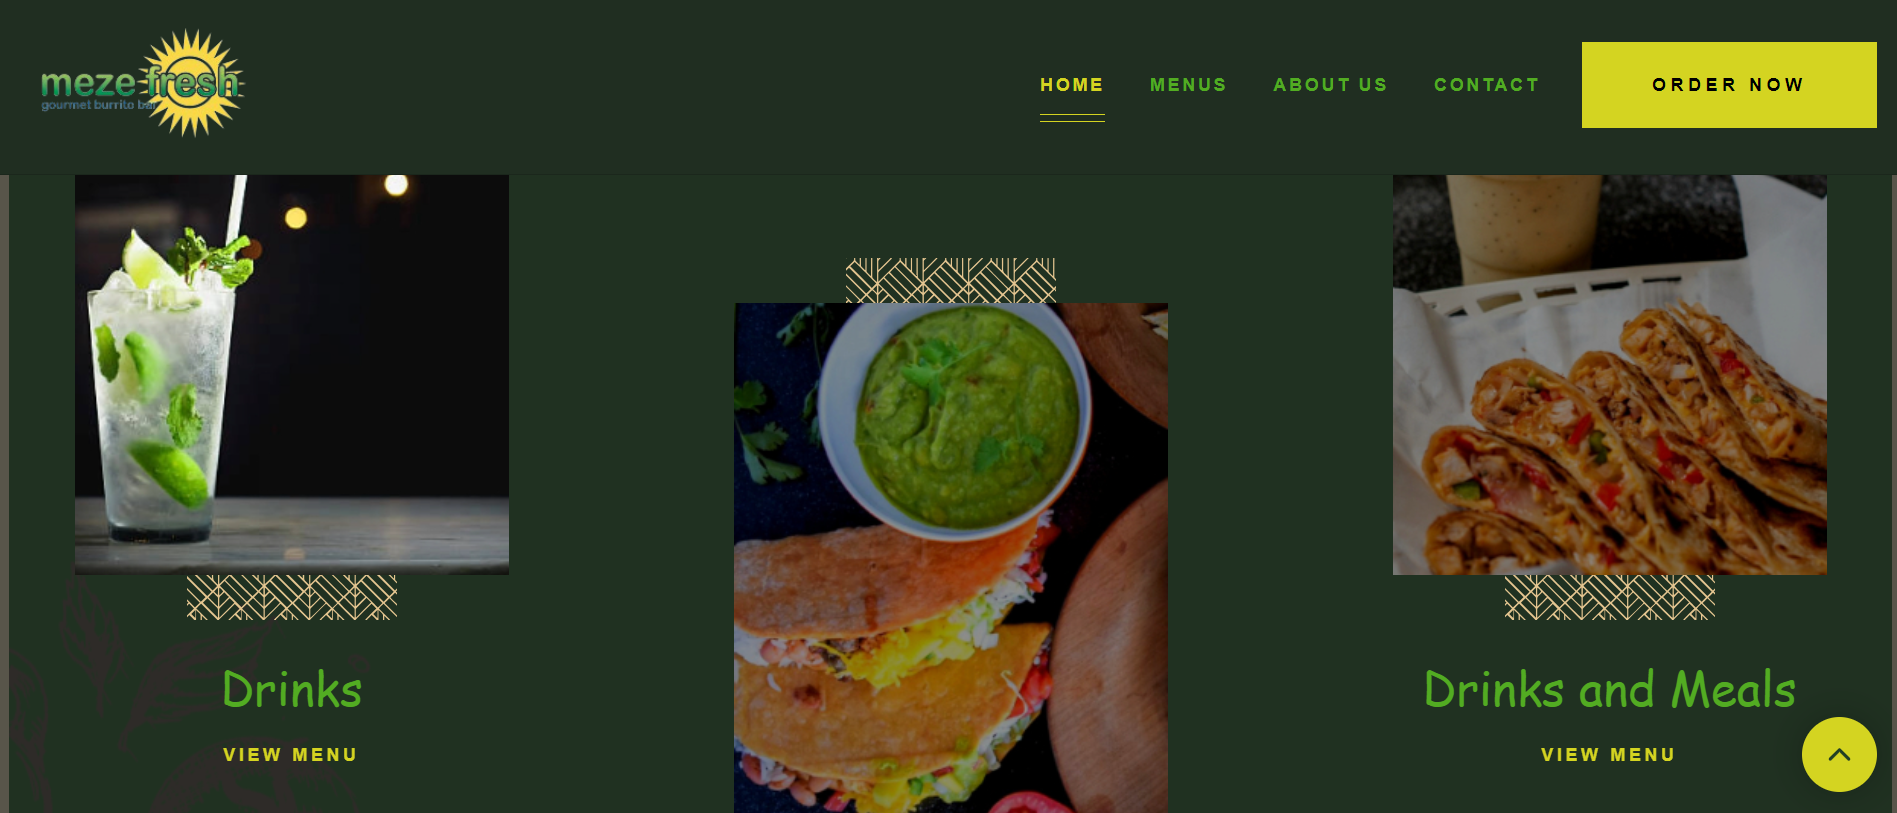 meze fresh
gourmet burrito bar
HOME
MENUS
ABOUT US
CONTACT
ORDER NOW
Drinks
VIEW MENU
Drinks and Meals
VIEW MENU